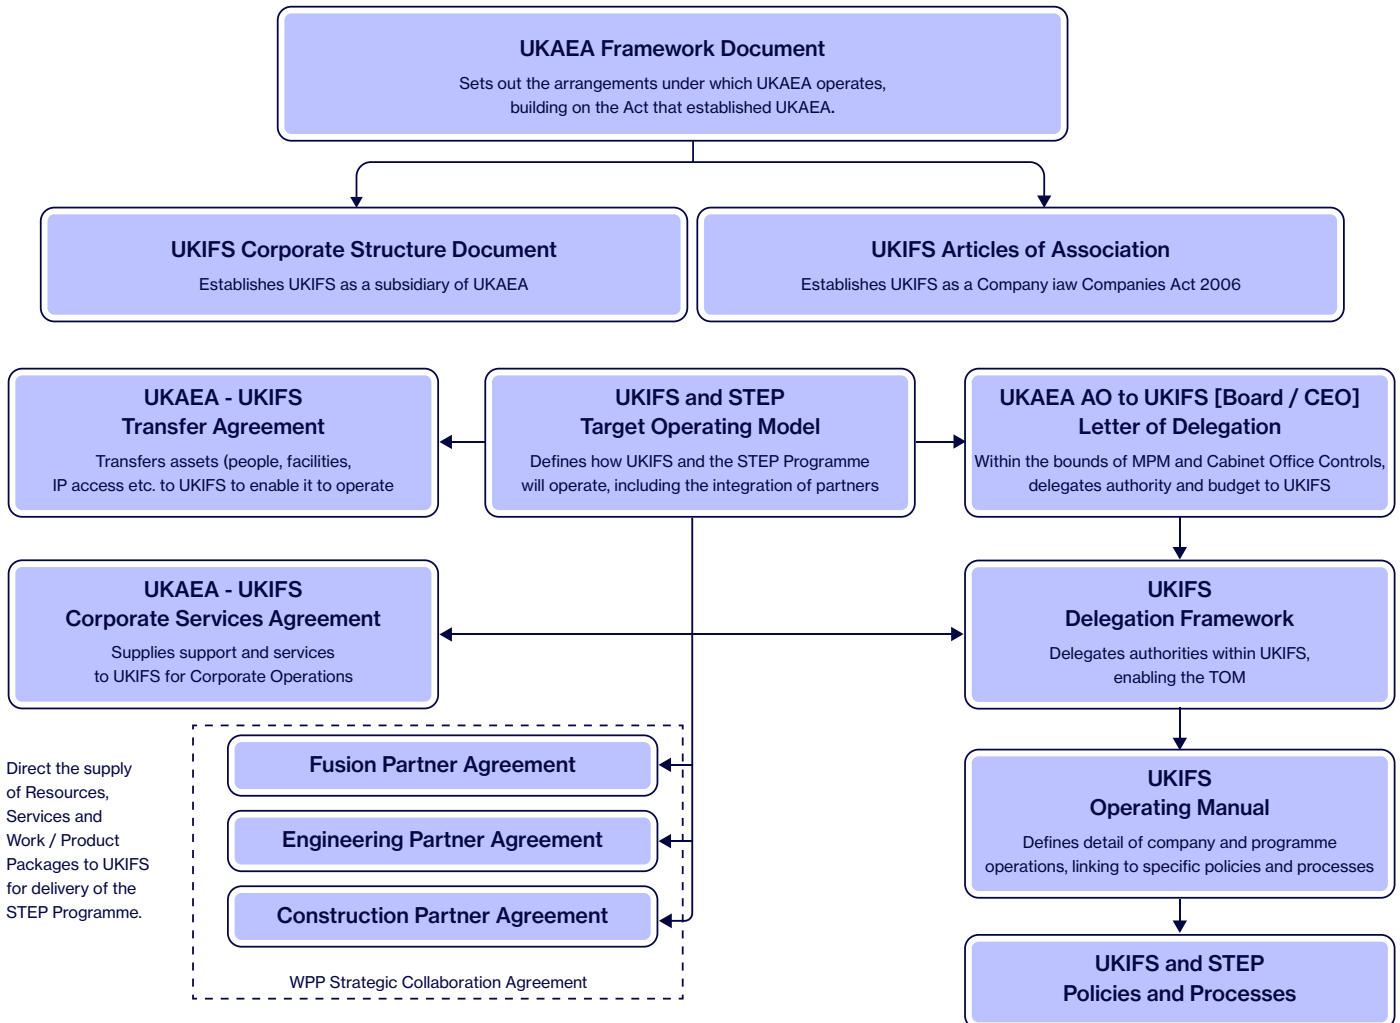 UKAEA Framework Document
Sets out the arrangements under which UKAEA operates,
building on the Act that established UKAEA.
UKIFS Corporate Structure Document
Establishes UKIFS as a subsidiary of UKAEA
UKIFS Articles of Association
Establishes UKIFS as a Company iaw Companies Act 2006
UKAEA - UKIFS
Transfer Agreement
Transfers assets (people, facilities,
IP access etc. to UKIFS to enable it to operate
UKIFS and STEP
Target Operating Model
Defines how UKIFS and the STEP Programme
will operate, including the integration of partners
UKAEA AO to UKIFS [Board / CEO]
Letter of Delegation
Within the bounds of MPM and Cabinet Office Controls,
delegates authority and budget to UKIFS
UKAEA - UKIFS
Corporate Services Agreement
Supplies support and services
to UKIFS for Corporate Operations
UKIFS
Delegation Framework
Delegates authorities within UKIFS,
enabling the TOM
Direct the supply
of Resources,
Services and
Work / Product
Packages to UKIFS
for delivery of the
STEP Programme.
Fusion Partner Agreement
Engineering Partner Agreement
Construction Partner Agreement
WPP Strategic Collaboration Agreement
UKIFS
Operating Manual
Defines detail of company and programme
operations, linking to specific policies and processes
UKIFS and STEP
Policies and Processes